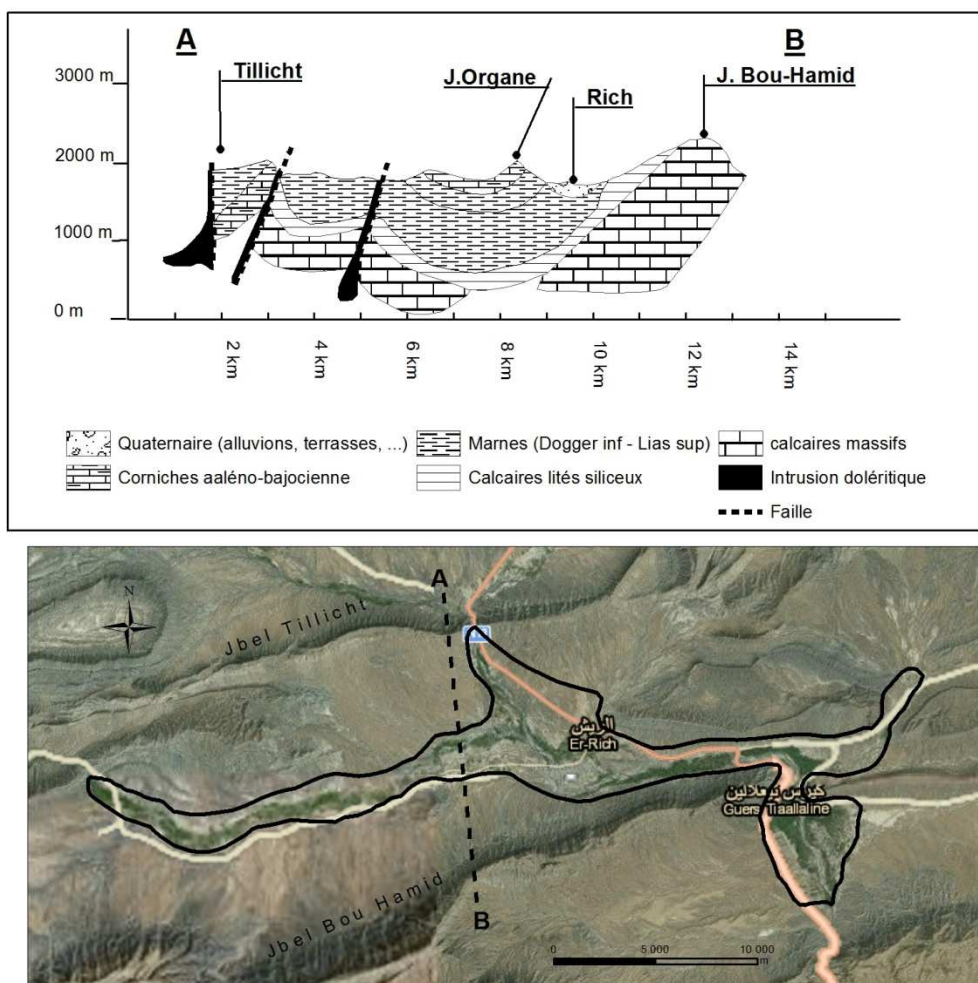 A
B
3000 m
Tillicht
J.Organe
Rich
J. Bou-Hamid
2000 m
1000 m
0 m
2 km
4 km
6 km
8 km
10 km
12 km
14 km
Quaternaire (alluvions, terrasses, ...)
Marnes (Dogger inf - Lias sup)
calcaires massifs
Corniches aaléno-bajocienne
Calcaires lités siliceux
Intrusion doléritique
Faille
N
A
Jbel Tillicht
الريش
Er-Rich
Guers Tiaallaline
Jbel Bou Hamid
B
0
5 000
10 000
m